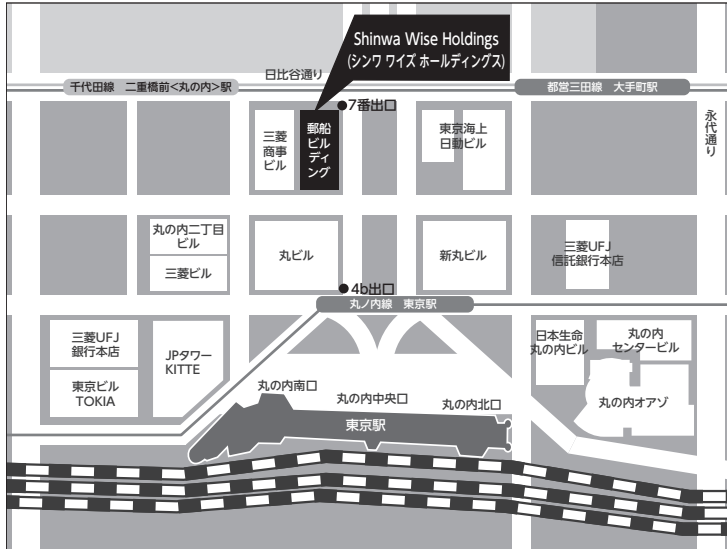 Shinwa Wise Holdings
(シンワ ワイズ ホールディングス)
日比谷通り
千代田線 二重橋前<丸の内>駅
都営三田線 大手町駅
永代通り
7番出口
三菱
商事
ビル
郵船
ビル
ディ
ング
東京海上
日動ビル
丸の内二丁目
ビル
三菱ビル
丸ビル
新丸ビル
三菱UFJ
信託銀行本店
4b出口
丸ノ内線 東京駅
三菱UFJ
銀行本店
東京ビル
TOKIA
JPタワー
KITTE
日本生命
丸の内ビル
丸の内
センタービル
丸の内オアゾ
丸の内南口
丸の内中央口
丸の内北口
東京駅